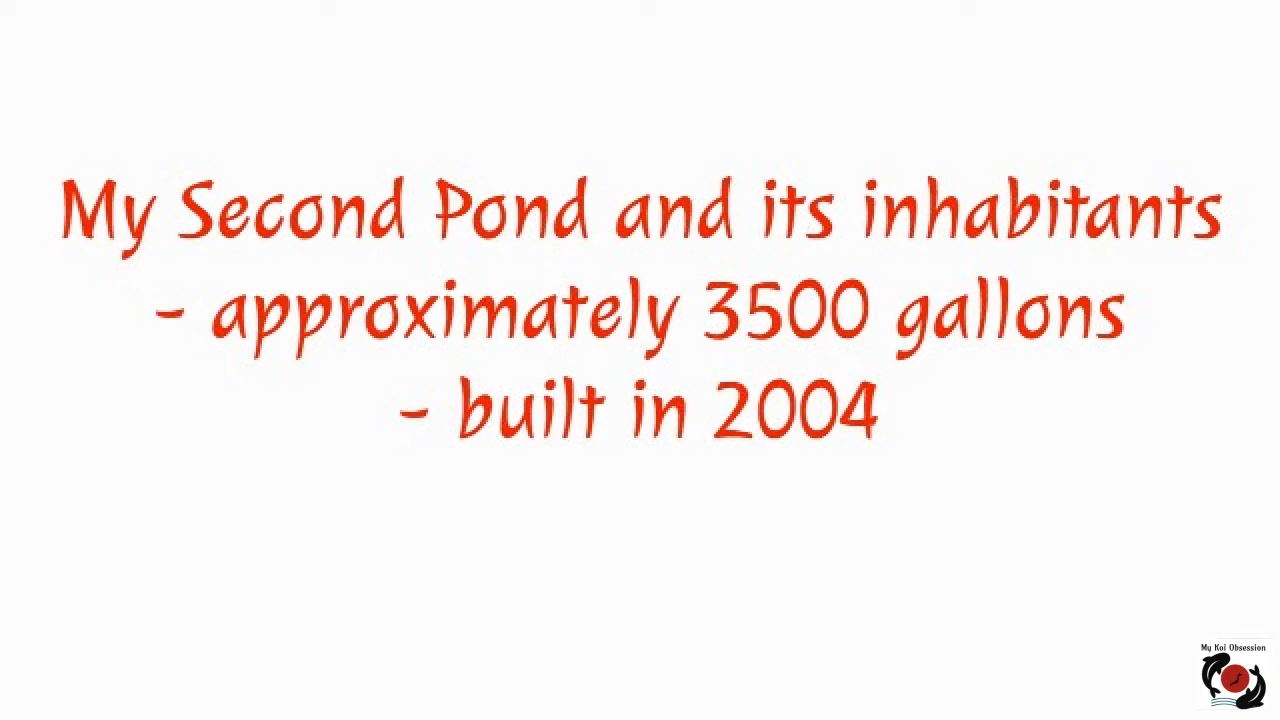 My Second Pond and its inhabitants
- approximately 3500 gallons
- built in 2004
My Koi Obsession